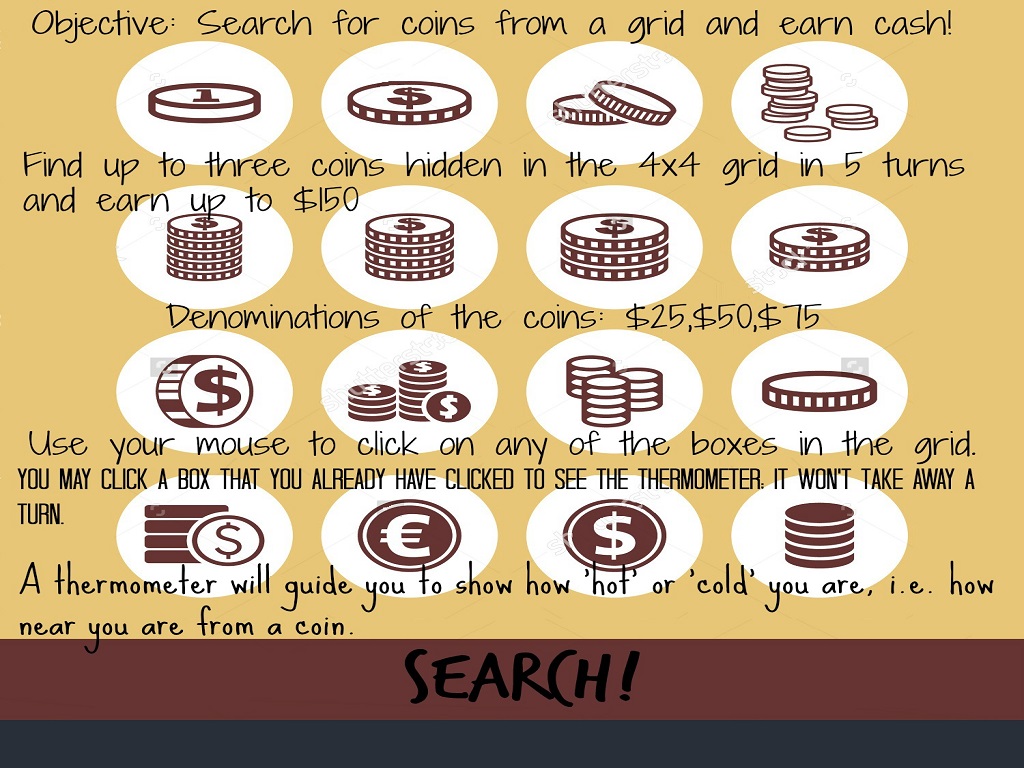 Objective: Search for coins from a grid and earn cash!
Find up to three coins hidden in the 4x4 grid in 5 turns
and earn up to $150
Denominations of the coins: $25,$50,$75
Use your mouse to click on any of the boxes in the grid.
YOU MAY CLICK A BOX THAT YOU ALREADY HAVE CLICKED TO SEE THE THERMOMETER; IT WON'T TAKE AWAY A
TURN.
A thermometer will guide you to show how 'hot' or 'cold' you are, i.e. how
near you are from a coin.
SEARCH!